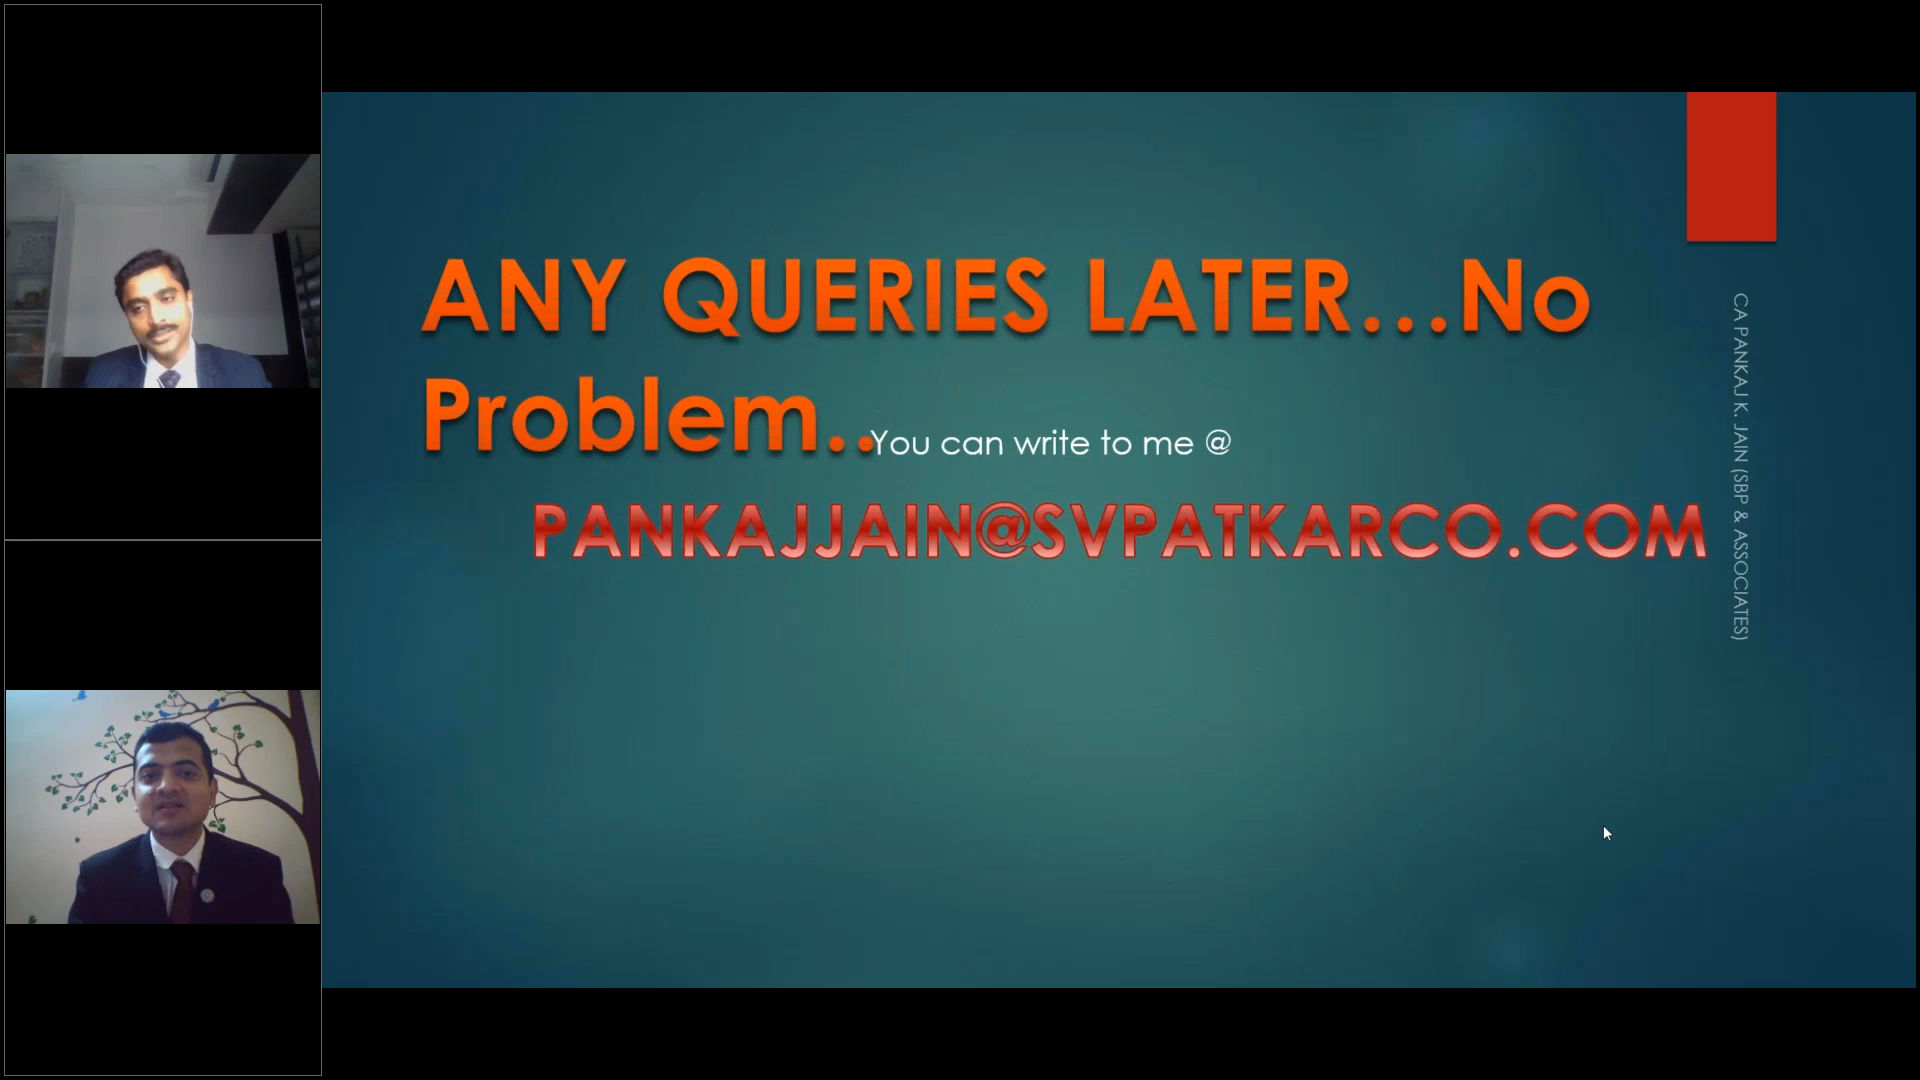 ANY QUERIES LATER...No
Problem..
You can write to me @
PANKAJJAIN@SVPATKARCO.COM
CA PANKAJ K. JAIN (SBP & ASSOCIATES)